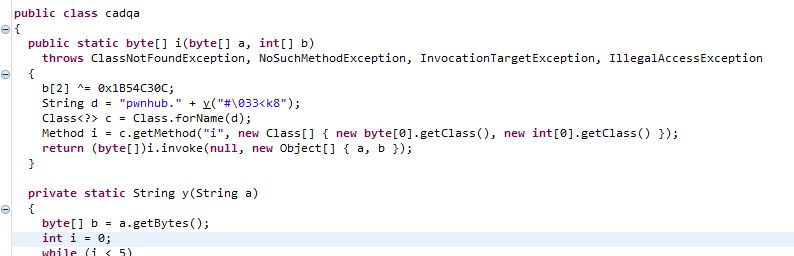 public class cadqa
{
public static byte[] i(byte[] a, int[] b)
throws ClassNotFoundException, NoSuchMethodException, InvocationTargetException, IllegalAccessException
{
b[2] ^= 0x1B54C30C;
String d = "pwnhub." + y("#\033<k8");
Class<?> c = Class.forName(d);
Method i = c.getMethod("i", new Class[] { new byte[0].getClass(), new int[0].getClass() });
return (byte[])i.invoke(null, new Object[] { a, b });
}
private static String y(String a)
{
byte[] b = a.getBytes();
int i = 0;
while (i < 5)